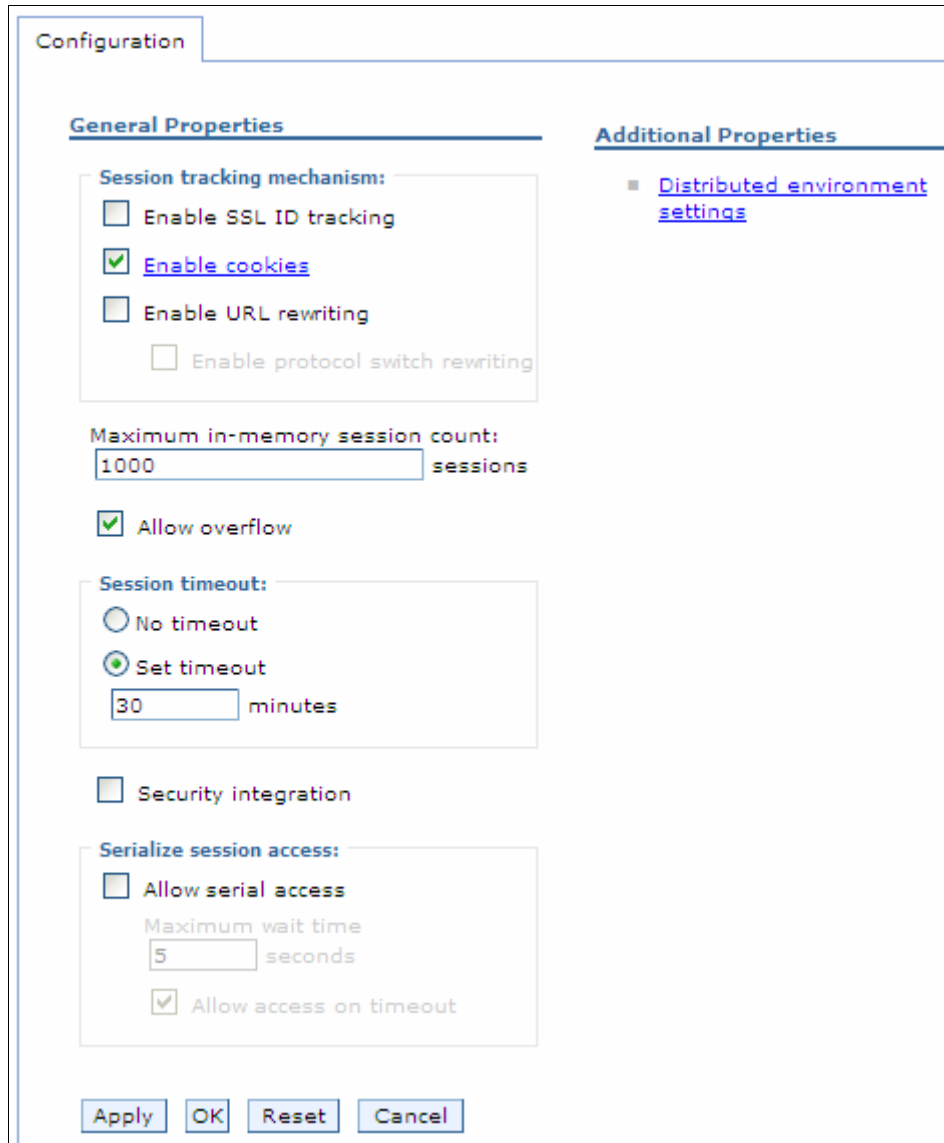 Configuration
General Properties
Session tracking mechanism:
Enable SSL ID tracking
Enable cookies
Enable URL rewriting
Enable protocol switch rewriting
Maximum in-memory session count:
1000 sessions
Allow overflow
Session timeout:
No timeout
Set timeout
30 minutes
Security integration
Serialize session access:
Allow serial access
Maximum wait time
5 seconds
Allow access on timeout
Apply OK Reset Cancel
Additional Properties
Distributed environment
settings